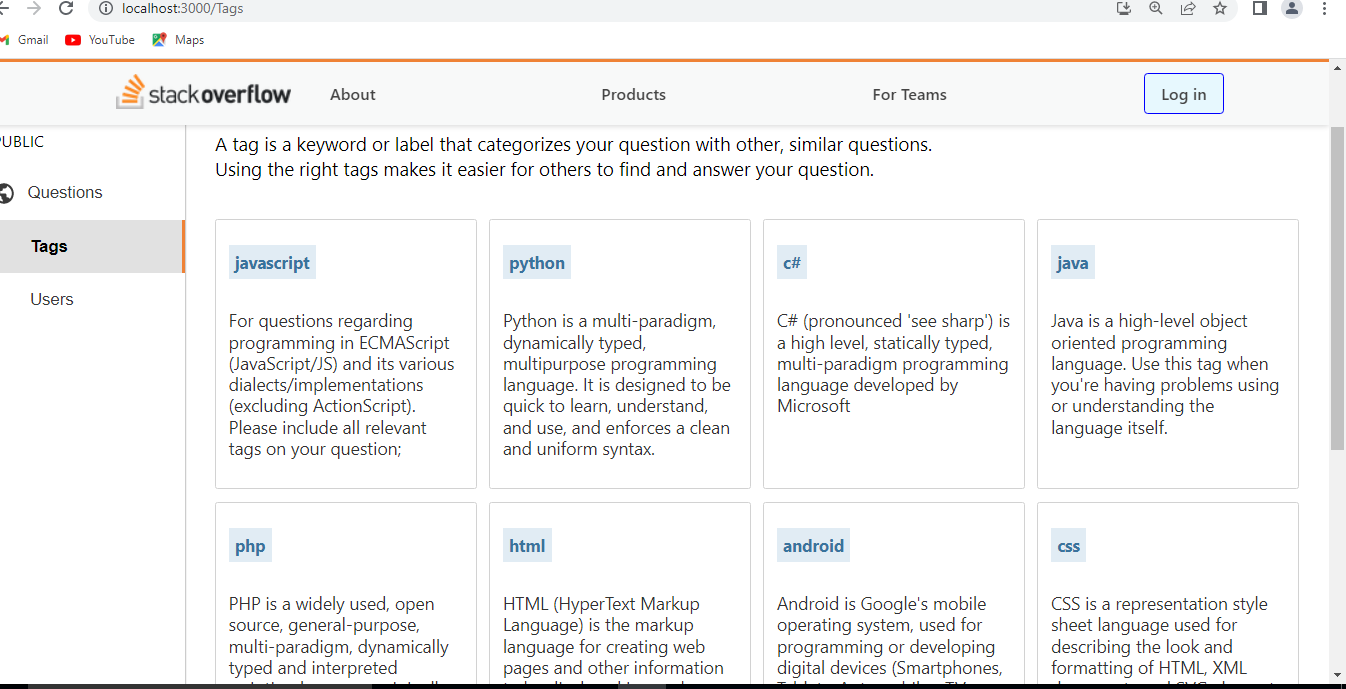 localhost:3000/Tags
Gmail YouTube Maps
stackoverflow About Products For Teams Log in
PUBLIC
Questions
Tags
Users
A tag is a keyword or label that categorizes your question with other, similar questions.
Using the right tags makes it easier for others to find and answer your question.
javascript
For questions regarding
programming in ECMAScript
(JavaScript/JS) and its various
dialects/implementations
(excluding ActionScript).
Please include all relevant
tags on your question;
python
Python is a multi-paradigm,
dynamically typed,
multipurpose programming
language. It is designed to be
quick to learn, understand,
and use, and enforces a clean
and uniform syntax.
c#
C# (pronounced 'see sharp') is
a high level, statically typed,
multi-paradigm programming
language developed by
Microsoft
java
Java is a high-level object
oriented programming
language. Use this tag when
you're having problems using
or understanding the
language itself.
php
PHP is a widely used, open
source, general-purpose,
multi-paradigm, dynamically
typed and interpreted
html
HTML (HyperText Markup
Language) is the markup
language for creating web
pages and other information
android
Android is Google's mobile
operating system, used for
programming or developing
digital devices (Smartphones,
css
CSS is a representation style
sheet language used for
describing the look and
formatting of HTML, XML